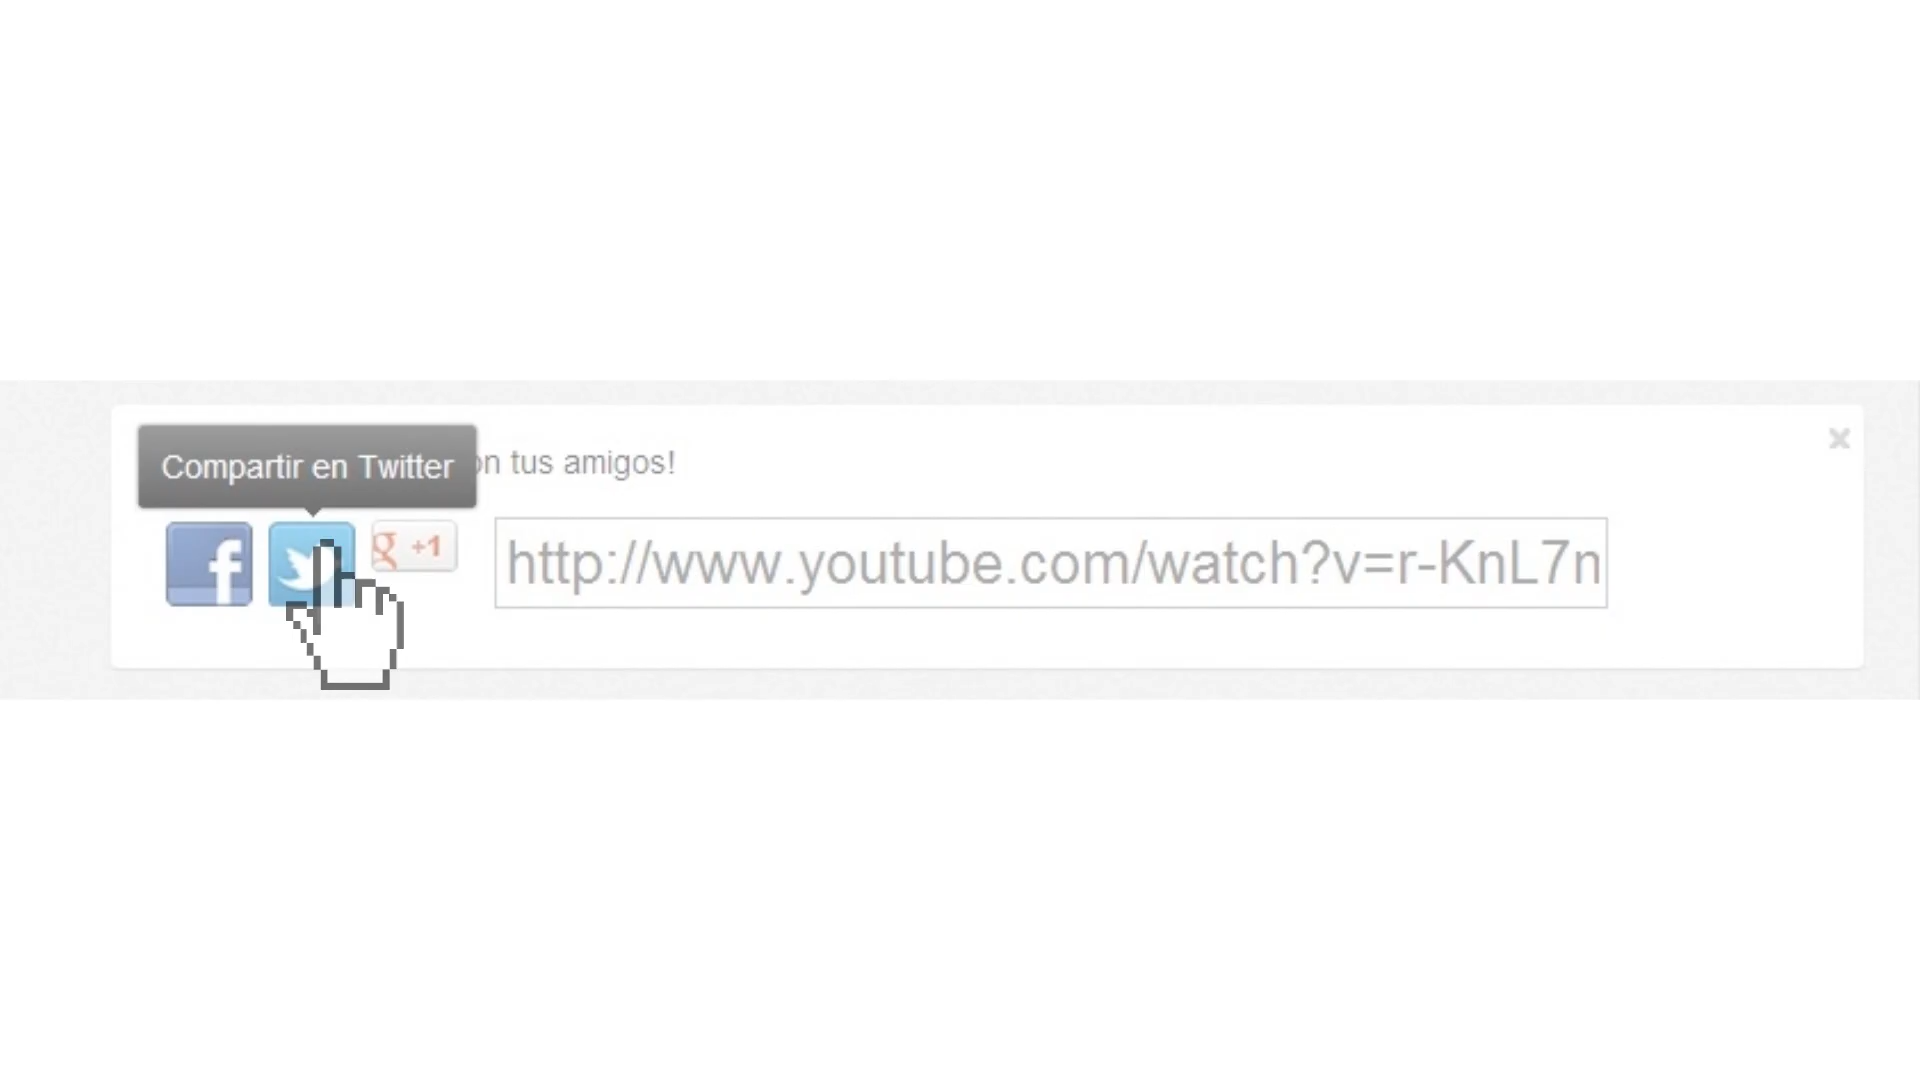 Compartir en Twitter
tus amigos!
f
g +1
http://www.youtube.com/watch?v=r-KnL7n